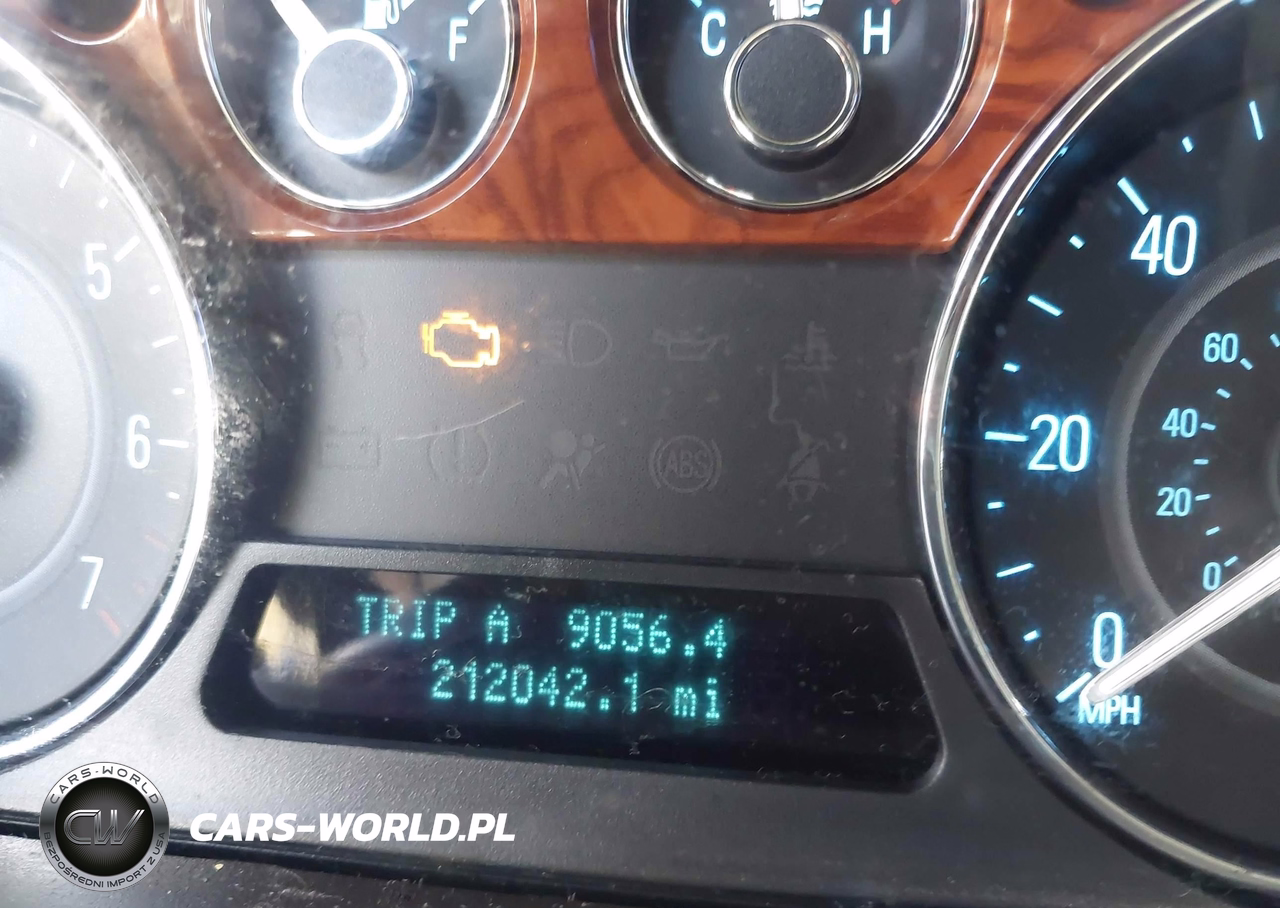 F
C
H
5
6
7
40
20
0
MPH
60
40
20
0
ABS
TRIP A 9056.4
212042.1 mi
CARS-WORLD
CW
BEZPOŚREDNI IMPORT Z USA
CARS-WORLD.PL